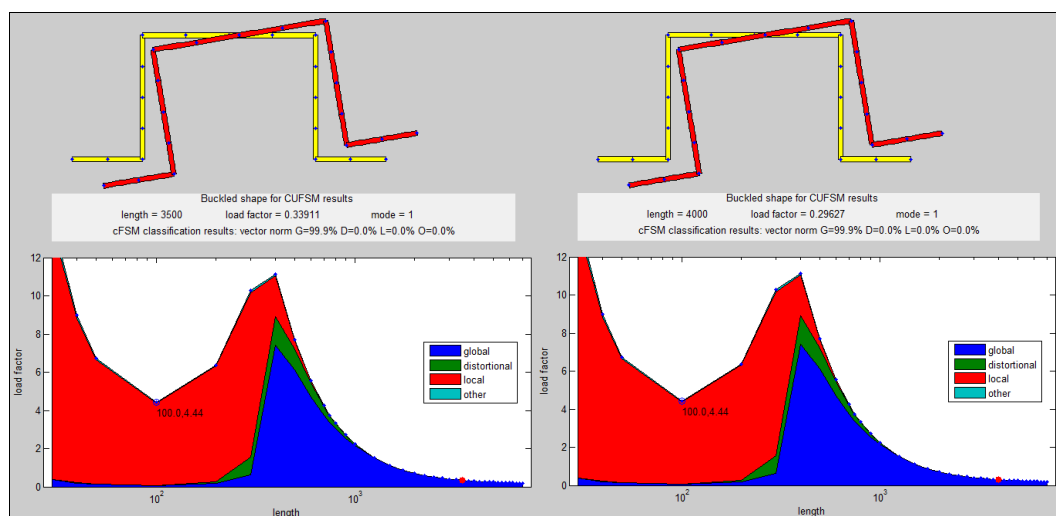 Buckled shape for CUFSM results
length = 3500 load factor = 0.33911 mode = 1
cFSM classification results: vector norm G=99.9% D=0.0% L=0.0% O=0.0%
12
10
8
6
4
2
0
load factor
100.0,4.44
global
distortional
local
other
10^2
10^3
length
Buckled shape for CUFSM results
length = 4000 load factor = 0.29627 mode = 1
cFSM classification results: vector norm G=99.9% D=0.0% L=0.0% O=0.0%
12
10
8
6
4
2
0
load factor
100.0,4.44
global
distortional
local
other
10^2
10^3
length